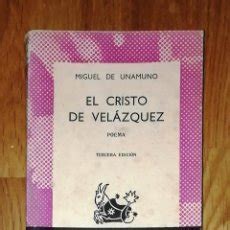 MIGUEL DE UNAMUNO
EL CRISTO
DE VELÁZQUEZ
POEMA
TERCERA EDICIÓN